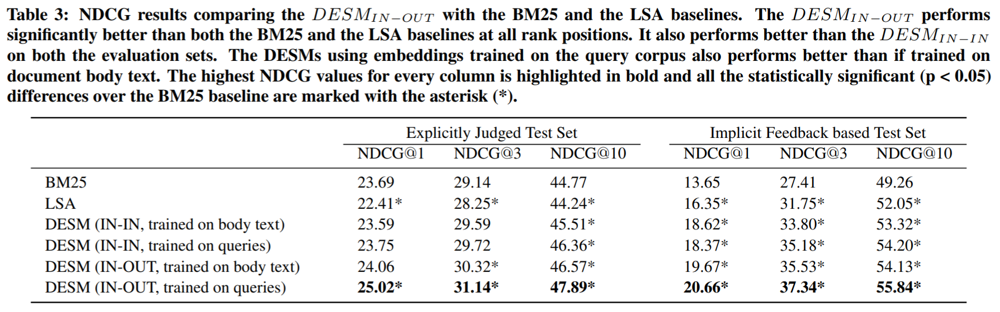 Table 3: NDCG results comparing the DESM_{IN−OUT} with the BM25 and the LSA baselines. The DESM_{IN−OUT} performs
significantly better than both the BM25 and the LSA baselines at all rank positions. It also performs better than the DESM_{IN−IN}
on both the evaluation sets. The DESMs using embeddings trained on the query corpus also performs better than if trained on
document body text. The highest NDCG values for every column is highlighted in bold and all the statistically significant (p < 0.05)
differences over the BM25 baseline are marked with the asterisk (*).
Explicitly Judged Test Set Implicit Feedback based Test Set
NDCG@1 NDCG@3 NDCG@10 NDCG@1 NDCG@3 NDCG@10
BM25 23.69 29.14 44.77 13.65 27.41 49.26
LSA 22.41* 28.25* 44.24* 16.35* 31.75* 52.05*
DESM (IN-IN, trained on body text) 23.59 29.59 45.51* 18.62* 33.80* 53.32*
DESM (IN-IN, trained on queries) 23.75 29.72 46.36* 18.37* 35.18* 54.20*
DESM (IN-OUT, trained on body text) 24.06 30.32* 46.57* 19.67* 35.53* 54.13*
DESM (IN-OUT, trained on queries) 25.02* 31.14* 47.89* 20.66* 37.34* 55.84*